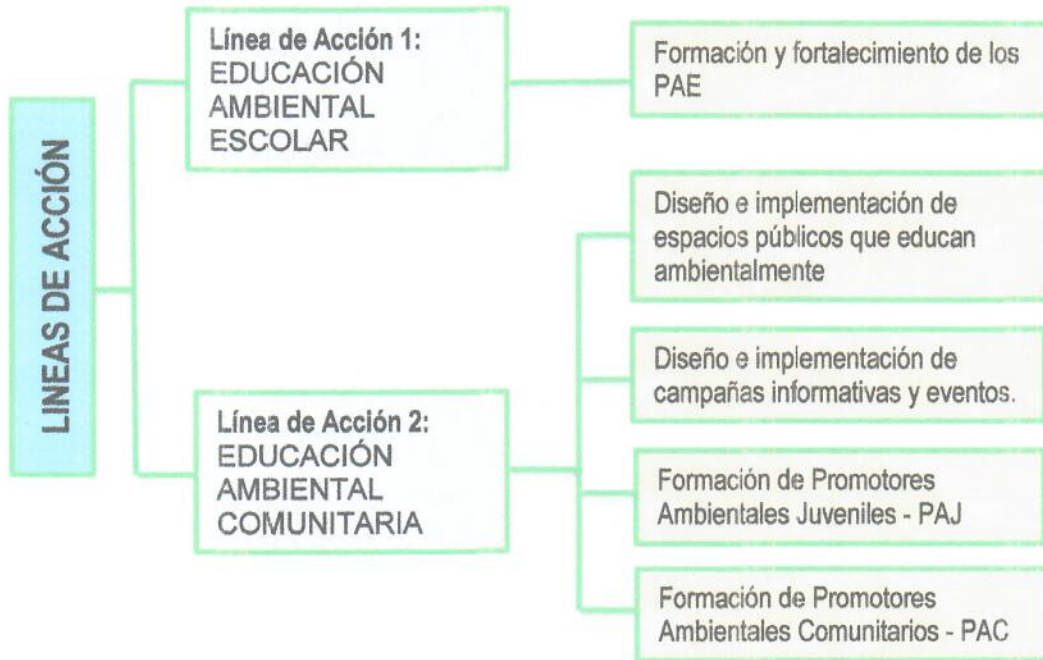 LINEAS DE ACCIÓN
Línea de Acción 1:
EDUCACIÓN
AMBIENTAL
ESCOLAR
Formación y fortalecimiento de los
PAE
Línea de Acción 2:
EDUCACIÓN
AMBIENTAL
COMUNITARIA
Diseño e implementación de
espacios públicos que educan
ambientalmente
Diseño e implementación de
campañas informativas y eventos.
Formación de Promotores
Ambientales Juveniles - PAJ
Formación de Promotores
Ambientales Comunitarios - PAC